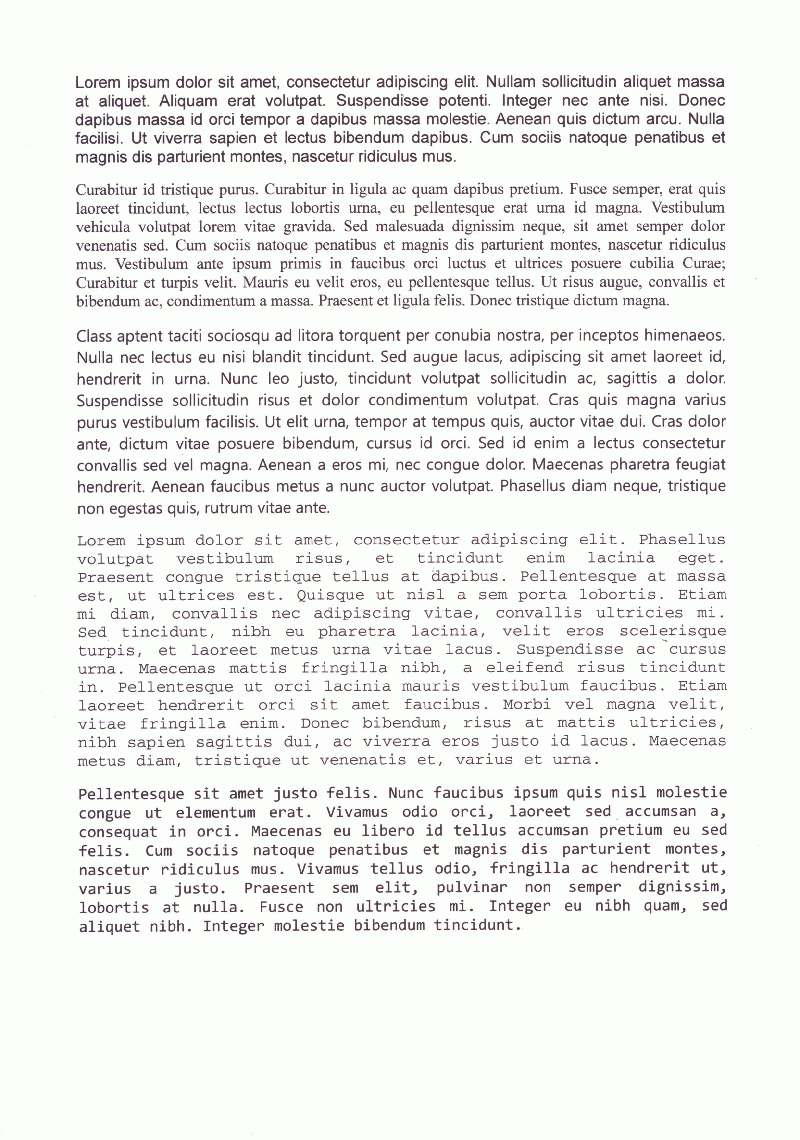 Lorem ipsum dolor sit amet, consectetur adipiscing elit. Nullam sollicitudin aliquet massa
at aliquet. Aliquam erat volutpat. Suspendisse potenti. Integer nec ante nisi. Donec
dapibus massa id orci tempor a dapibus massa molestie. Aenean quis dictum arcu. Nulla
facilisi. Ut viverra sapien et lectus bibendum dapibus. Cum sociis natoque penatibus et
magnis dis parturient montes, nascetur ridiculus mus.
Curabitur id tristique purus. Curabitur in ligula ac quam dapibus pretium. Fusce semper, erat quis
laoreet tincidunt, lectus lectus lobortis urna, eu pellentesque erat urna id magna. Vestibulum
vehicula volutpat lorem vitae gravida. Sed malesuada dignissim neque, sit amet semper dolor
venenatis sed. Cum sociis natoque penatibus et magnis dis parturient montes, nascetur ridiculus
mus. Vestibulum ante ipsum primis in faucibus orci luctus et ultrices posuere cubilia Curae;
Curabitur et turpis velit. Mauris eu velit eros, eu pellentesque tellus. Ut risus augue, convallis et
bibendum ac, condimentum a massa. Praesent et ligula felis. Donec tristique dictum magna.
Class aptent taciti sociosqu ad litora torquent per conubia nostra, per inceptos himenaeos.
Nulla nec lectus eu nisi blandit tincidunt. Sed augue lacus, adipiscing sit amet laoreet id,
hendrerit in urna. Nunc leo justo, tincidunt volutpat sollicitudin ac, sagittis a dolor.
Suspendisse sollicitudin risus et dolor condimentum volutpat. Cras quis magna varius
purus vestibulum facilisis. Ut elit urna, tempor at tempus quis, auctor vitae dui. Cras dolor
ante, dictum vitae posuere bibendum, cursus id orci. Sed id enim a lectus consectetur
convallis sed vel magna. Aenean a eros mi, nec congue dolor. Maecenas pharetra feugiat
hendrerit. Aenean faucibus metus a nunc auctor volutpat. Phasellus diam neque, tristique
non egestas quis, rutrum vitae ante.
Lorem ipsum dolor sit amet, consectetur adipiscing elit. Phasellus
volutpat vestibulum risus, et tincidunt enim lacinia eget.
Praesent congue tristique tellus at dapibus. Pellentesque at massa
est, ut ultrices est. Quisque ut nisl a sem porta lobortis. Etiam
mi diam, convallis nec adipiscing vitae, convallis ultricies mi.
Sed tincidunt, nibh eu pharetra lacinia, velit eros scelerisque
turpis, et laoreet metus urna vitae lacus. Suspendisse ac cursus
urna. Maecenas mattis fringilla nibh, a eleifend risus tincidunt
in. Pellentesque ut orci lacinia mauris vestibulum faucibus. Etiam
laoreet hendrerit orci sit amet faucibus. Morbi vel magna velit,
vitae fringilla enim. Donec bibendum, risus at mattis ultricies,
nibh sapien sagittis dui, ac viverra eros justo id lacus. Maecenas
metus diam, tristique ut venenatis et, varius et urna.
Pellentesque sit amet justo felis. Nunc faucibus ipsum quis nisl molestie
congue ut elementum erat. Vivamus odio orci, laoreet sed accumsan a,
consequat in orci. Maecenas eu libero id tellus accumsan pretium eu sed
felis. Cum sociis natoque penatibus et magnis dis parturient montes,
nascetur ridiculus mus. Vivamus tellus odio, fringilla ac hendrerit ut,
varius a justo. Praesent sem elit, pulvinar non semper dignissim,
lobortis at nulla. Fusce non ultricies mi. Integer eu nibh quam, sed
aliquet nibh. Integer molestie bibendum tincidunt.